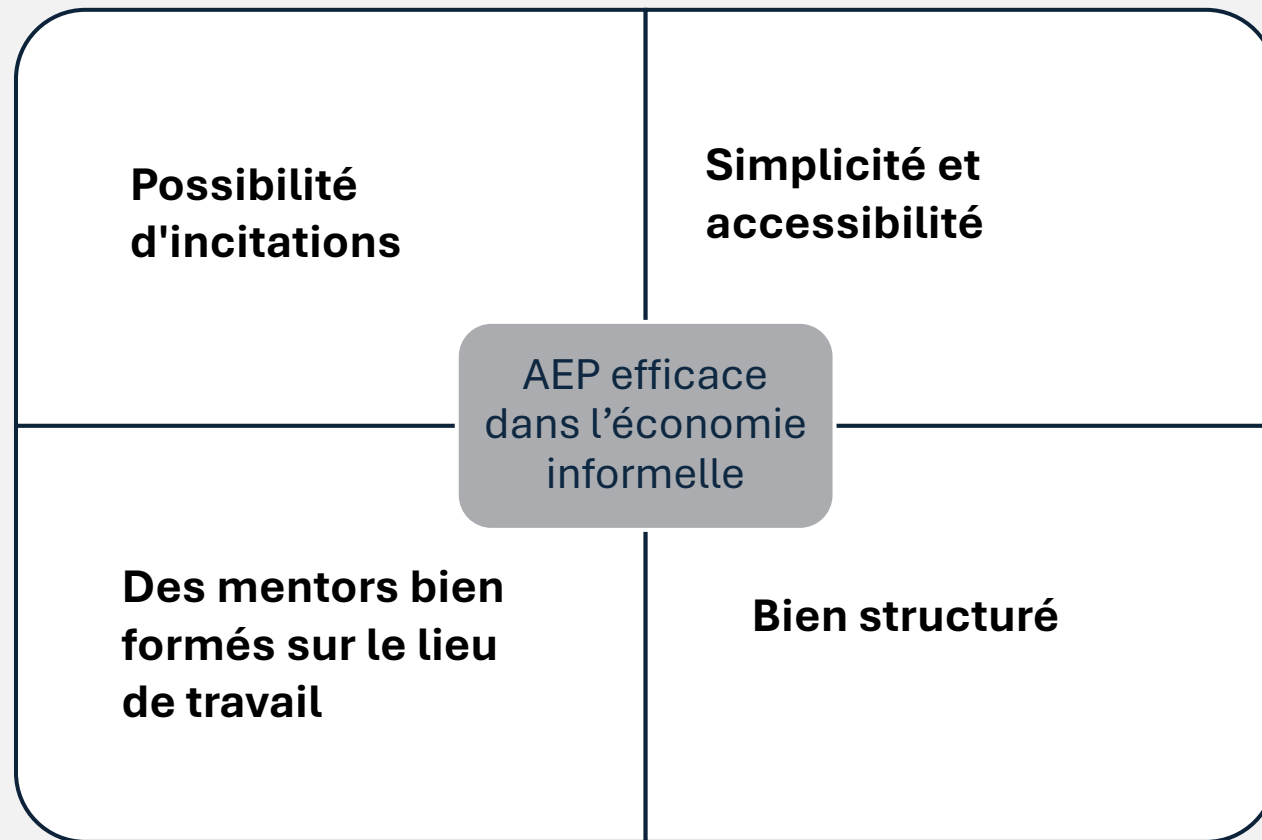 Possibilité
d'incitations
Simplicité et
accessibilité
AEP efficace
dans l’économie
informelle
Des mentors bien
formés sur le lieu
de travail
Bien structuré